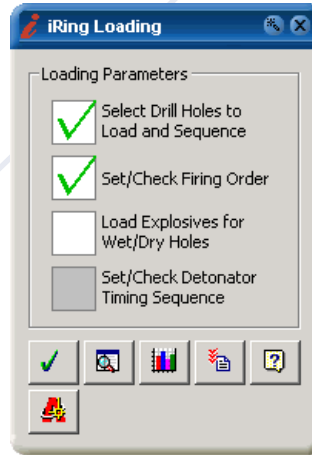 iRing Loading
Loading Parameters
Select Drill Holes to
Load and Sequence
Set/Check Firing Order
Load Explosives for
Wet/Dry Holes
Set/Check Detonator
Timing Sequence